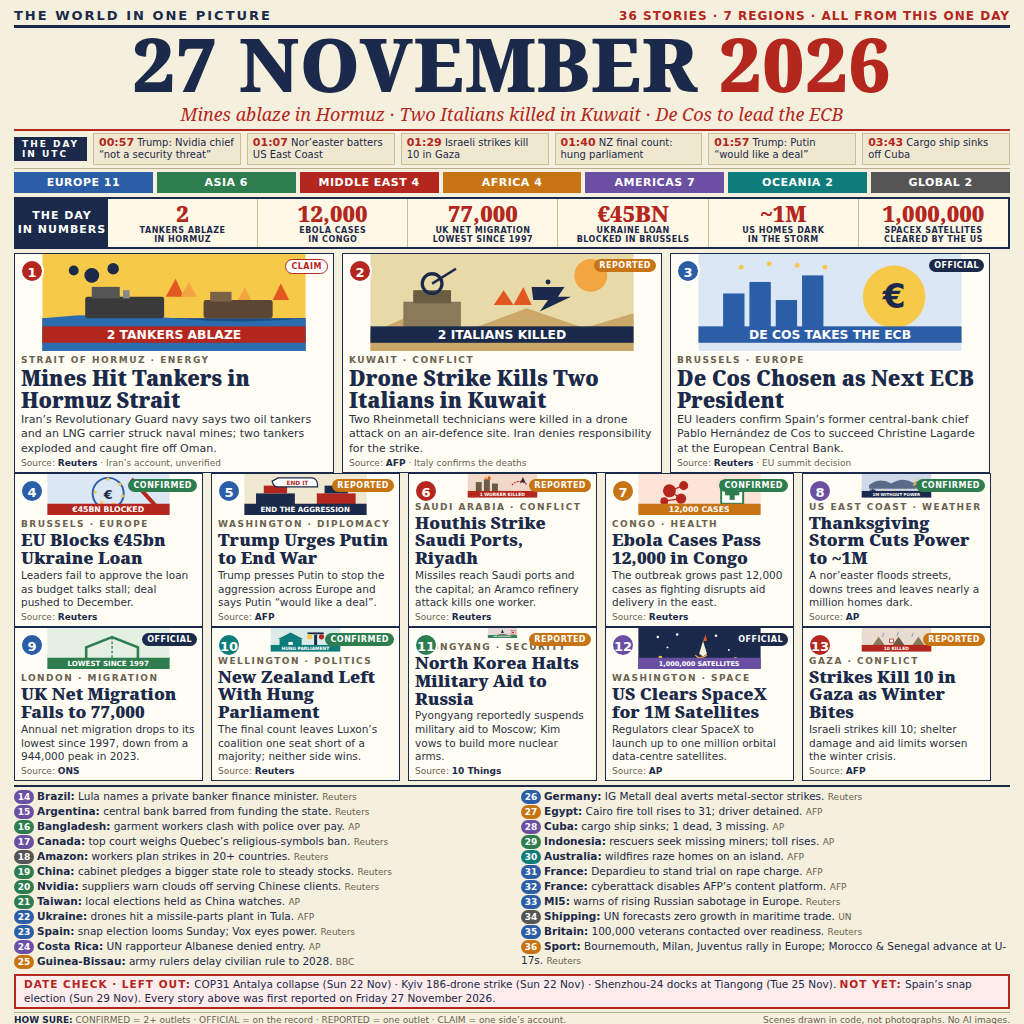 THE WORLD IN ONE PICTURE
36 STORIES · 7 REGIONS · ALL FROM THIS ONE DAY
27 NOVEMBER 2026
Mines ablaze in Hormuz · Two Italians killed in Kuwait · De Cos to lead the ECB
THE DAY
IN UTC
00:57 Trump: Nvidia chief
“not a security threat”
01:07 Nor’easter batters
US East Coast
01:29 Israeli strikes kill
10 in Gaza
01:40 NZ final count:
hung parliament
01:57 Trump: Putin
“would like a deal”
03:43 Cargo ship sinks
off Cuba
EUROPE 11
ASIA 6
MIDDLE EAST 4
AFRICA 4
AMERICAS 7
OCEANIA 2
GLOBAL 2
THE DAY
IN NUMBERS
2
TANKERS ABLAZE
IN HORMUZ
12,000
EBOLA CASES
IN CONGO
77,000
UK NET MIGRATION
LOWEST SINCE 1997
€45BN
UKRAINE LOAN
BLOCKED IN BRUSSELS
~1M
US HOMES DARK
IN THE STORM
1,000,000
SPACEX SATELLITES
CLEARED BY THE US
1
CLAIM
2 TANKERS ABLAZE
STRAIT OF HORMUZ · ENERGY
Mines Hit Tankers in
Hormuz Strait
Iran’s Revolutionary Guard navy says two oil tankers
and an LNG carrier struck naval mines; two tankers
exploded and caught fire off Oman.
Source: Reuters · Iran’s account, unverified
2
REPORTED
2 ITALIANS KILLED
KUWAIT · CONFLICT
Drone Strike Kills Two
Italians in Kuwait
Two Rheinmetall technicians were killed in a drone
attack on an air-defence site. Iran denies responsibility
for the strike.
Source: AFP · Italy confirms the deaths
3
OFFICIAL
€
DE COS TAKES THE ECB
BRUSSELS · EUROPE
De Cos Chosen as Next ECB
President
EU leaders confirm Spain’s former central-bank chief
Pablo Hernández de Cos to succeed Christine Lagarde
at the European Central Bank.
Source: Reuters · EU summit decision
4
CONFIRMED
€
€45BN BLOCKED
BRUSSELS · EUROPE
EU Blocks €45bn
Ukraine Loan
Leaders fail to approve the loan
as budget talks stall; deal
pushed to December.
Source: Reuters
5
REPORTED
END IT
END THE AGGRESSION
WASHINGTON · DIPLOMACY
Trump Urges Putin
to End War
Trump presses Putin to stop the
aggression across Europe and
says Putin “would like a deal”.
Source: AFP
6
REPORTED
1 WORKER KILLED
SAUDI ARABIA · CONFLICT
Houthis Strike
Saudi Ports,
Riyadh
Missiles reach Saudi ports and
the capital; an Aramco refinery
attack kills one worker.
Source: Reuters
7
CONFIRMED
12,000 CASES
CONGO · HEALTH
Ebola Cases Pass
12,000 in Congo
The outbreak grows past 12,000
cases as fighting disrupts aid
delivery in the east.
Source: Reuters
8
CONFIRMED
1M WITHOUT POWER
US EAST COAST · WEATHER
Thanksgiving
Storm Cuts Power
to ~1M
A nor’easter floods streets,
downs trees and leaves nearly a
million homes dark.
Source: AP
9
OFFICIAL
LOWEST SINCE 1997
LONDON · MIGRATION
UK Net Migration
Falls to 77,000
Annual net migration drops to its
lowest since 1997, down from a
944,000 peak in 2023.
Source: ONS
10
CONFIRMED
HUNG PARLIAMENT
WELLINGTON · POLITICS
New Zealand Left
With Hung
Parliament
The final count leaves Luxon’s
coalition one seat short of a
majority; neither side wins.
Source: Reuters
11
REPORTED
NGYANG · SECURITY
North Korea Halts
Military Aid to
Russia
Pyongyang reportedly suspends
military aid to Moscow; Kim
vows to build more nuclear
arms.
Source: 10 Things
12
OFFICIAL
1,000,000 SATELLITES
WASHINGTON · SPACE
US Clears SpaceX
for 1M Satellites
Regulators clear SpaceX to
launch up to one million orbital
data-centre satellites.
Source: AP
13
REPORTED
10 KILLED
GAZA · CONFLICT
Strikes Kill 10 in
Gaza as Winter
Bites
Israeli strikes kill 10; shelter
damage and aid limits worsen
the winter crisis.
Source: AFP
14 Brazil: Lula names a private banker finance minister. Reuters
15 Argentina: central bank barred from funding the state. Reuters
16 Bangladesh: garment workers clash with police over pay. AP
17 Canada: top court weighs Quebec’s religious-symbols ban. Reuters
18 Amazon: workers plan strikes in 20+ countries. Reuters
19 China: cabinet pledges a bigger state role to steady stocks. Reuters
20 Nvidia: suppliers warn clouds off serving Chinese clients. Reuters
21 Taiwan: local elections held as China watches. AP
22 Ukraine: drones hit a missile-parts plant in Tula. AFP
23 Spain: snap election looms Sunday; Vox eyes power. Reuters
24 Costa Rica: UN rapporteur Albanese denied entry. AP
25 Guinea-Bissau: army rulers delay civilian rule to 2028. BBC
26 Germany: IG Metall deal averts metal-sector strikes. Reuters
27 Egypt: Cairo fire toll rises to 31; driver detained. AFP
28 Cuba: cargo ship sinks; 1 dead, 3 missing. AP
29 Indonesia: rescuers seek missing miners; toll rises. AP
30 Australia: wildfires raze homes on an island. AFP
31 France: Depardieu to stand trial on rape charge. AFP
32 France: cyberattack disables AFP’s content platform. AFP
33 MI5: warns of rising Russian sabotage in Europe. Reuters
34 Shipping: UN forecasts zero growth in maritime trade. UN
35 Britain: 100,000 veterans contacted over readiness. Reuters
36 Sport: Bournemouth, Milan, Juventus rally in Europe; Morocco & Senegal advance at U-
17s. Reuters
DATE CHECK · LEFT OUT: COP31 Antalya collapse (Sun 22 Nov) · Kyiv 186-drone strike (Sun 22 Nov) · Shenzhou-24 docks at Tiangong (Tue 25 Nov). NOT YET: Spain’s snap
election (Sun 29 Nov). Every story above was first reported on Friday 27 November 2026.
HOW SURE: CONFIRMED = 2+ outlets · OFFICIAL = on the record · REPORTED = one outlet · CLAIM = one side’s account.
Scenes drawn in code, not photographs. No AI images.